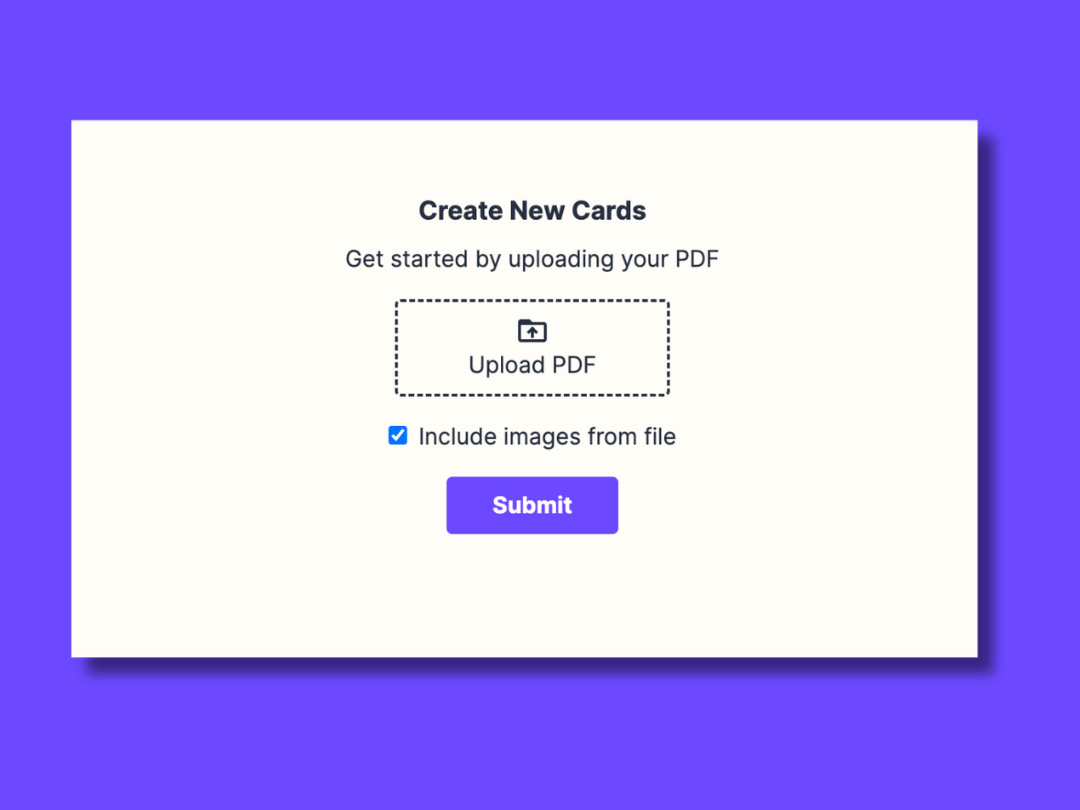 Create New Cards
Get started by uploading your PDF
Upload PDF
Include images from file
Submit